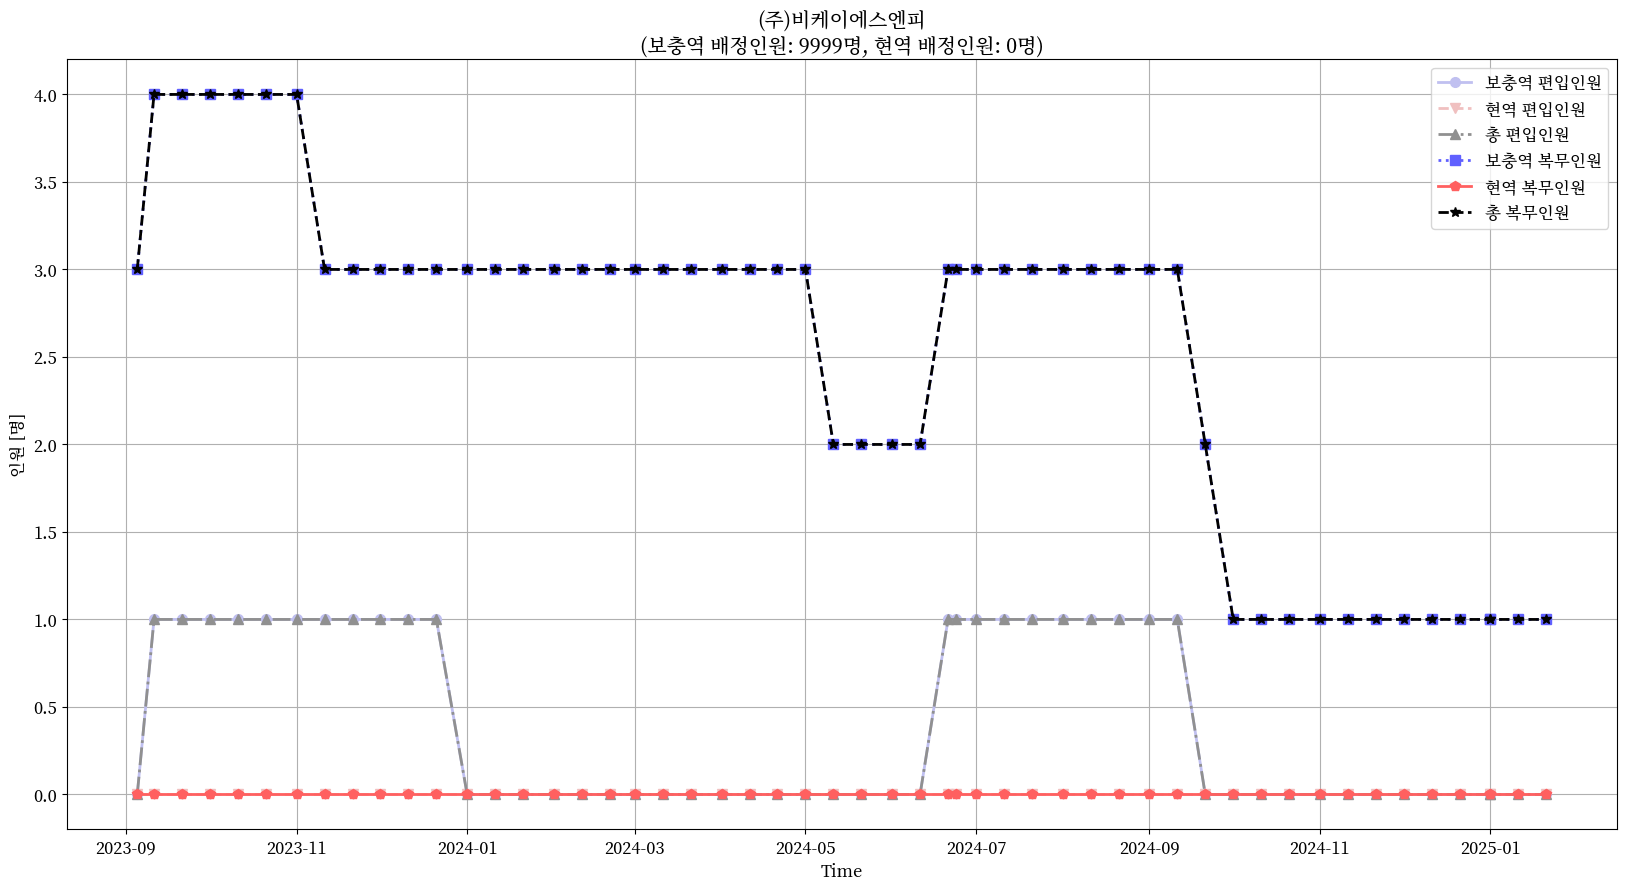 (주)비케이에스엔피
(보충역 배정인원: 9999명, 현역 배정인원: 0명)
보충역 편입인원
현역 편입인원
총 편입인원
보충역 복무인원
현역 복무인원
총 복무인원
인원 [명]
4.0
3.5
3.0
2.5
2.0
1.5
1.0
0.5
0.0
2023-09 2023-11 2024-01 2024-03 2024-05 2024-07 2024-09 2024-11 2025-01
Time